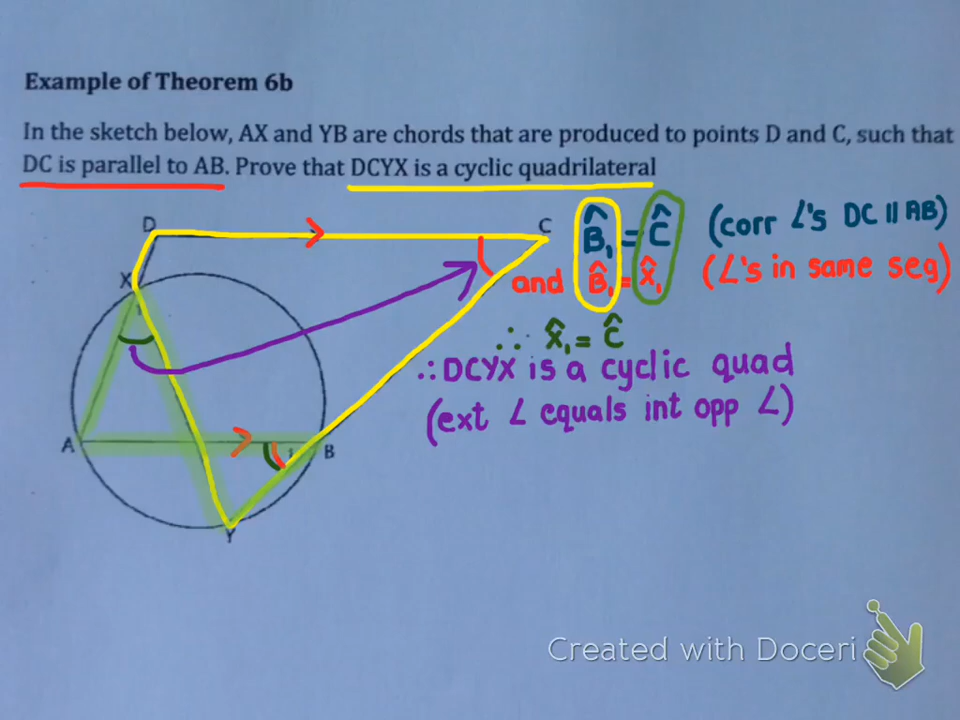 Example of Theorem 6b
In the sketch below, AX and YB are chords that are produced to points D and C, such that
DC is parallel to AB. Prove that DCYX is a cyclic quadrilateral
D
C
X
1
A
1
B
Y
B̂₁ = Ĉ (corr ∠'s DC || AB)
and B̂₁ = X̂₁ (∠'s in same seg)
∴ X̂₁ = Ĉ
∴ DCYX is a cyclic quad
(ext ∠ equals int opp ∠)
Created with Doceri